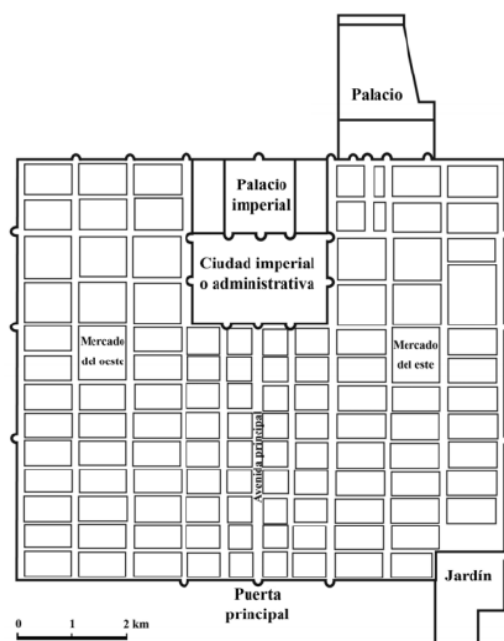 Palacio
Palacio
imperial
Ciudad imperial
o administrativa
Mercado
del oeste
Mercado
del este
Avenida principal
Jardín
Puerta
principal
0 1 2 km